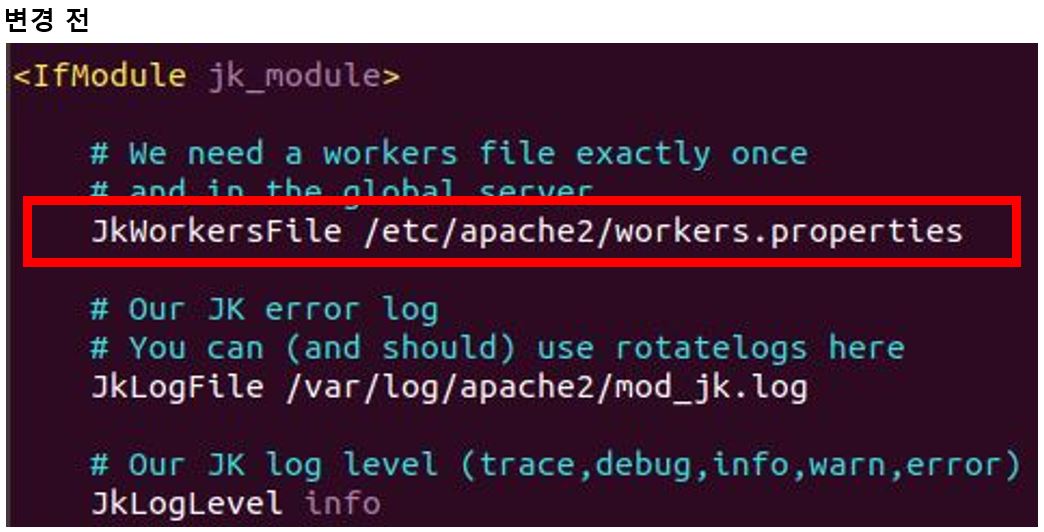 변경 전
<IfModule jk_module>
# We need a workers file exactly once
# and in the global server
JkWorkersFile /etc/apache2/workers.properties
# Our JK error log
# You can (and should) use rotatelogs here
JkLogFile /var/log/apache2/mod_jk.log
# Our JK log level (trace,debug,info,warn,error)
JkLogLevel info